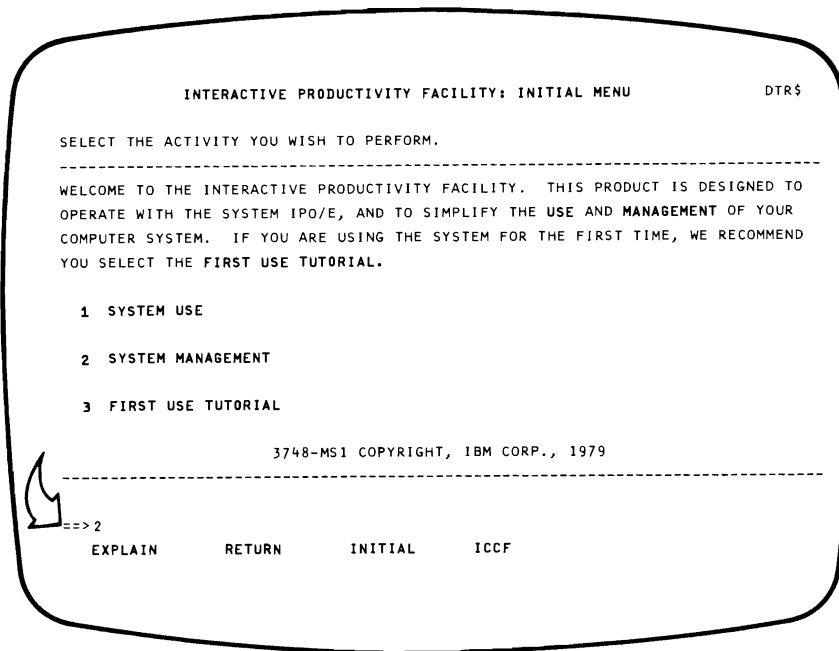 INTERACTIVE PRODUCTIVITY FACILITY: INITIAL MENU DTR$
SELECT THE ACTIVITY YOU WISH TO PERFORM.
WELCOME TO THE INTERACTIVE PRODUCTIVITY FACILITY. THIS PRODUCT IS DESIGNED TO
OPERATE WITH THE SYSTEM IPO/E, AND TO SIMPLIFY THE USE AND MANAGEMENT OF YOUR
COMPUTER SYSTEM. IF YOU ARE USING THE SYSTEM FOR THE FIRST TIME, WE RECOMMEND
YOU SELECT THE FIRST USE TUTORIAL.
1 SYSTEM USE
2 SYSTEM MANAGEMENT
3 FIRST USE TUTORIAL
3748-MS1 COPYRIGHT, IBM CORP., 1979
==>2
EXPLAIN RETURN INITIAL ICCF